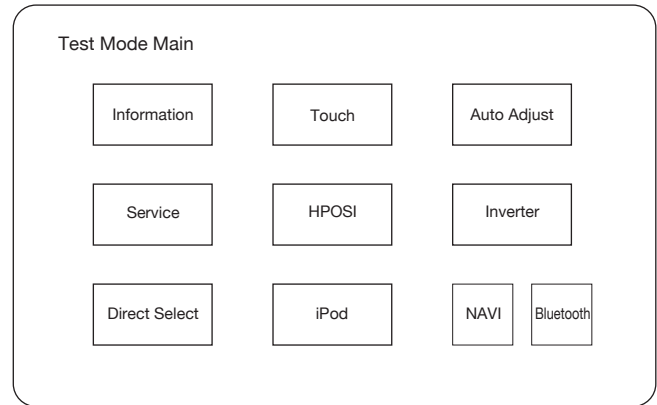 Test Mode Main
Information Touch Auto Adjust
Service HPOSI Inverter
Direct Select iPod NAVI Bluetooth